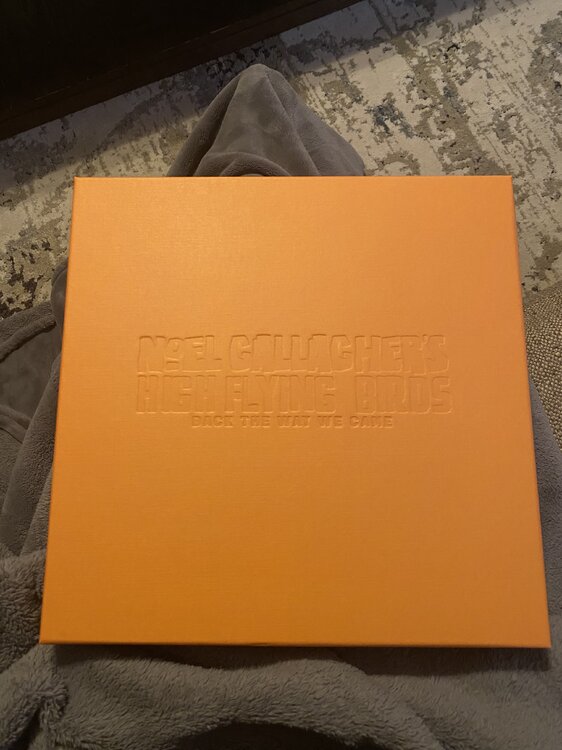 NOEL GALLAGHER'S
HIGH FLYING BIRDS
BACK THE WAY WE CAME